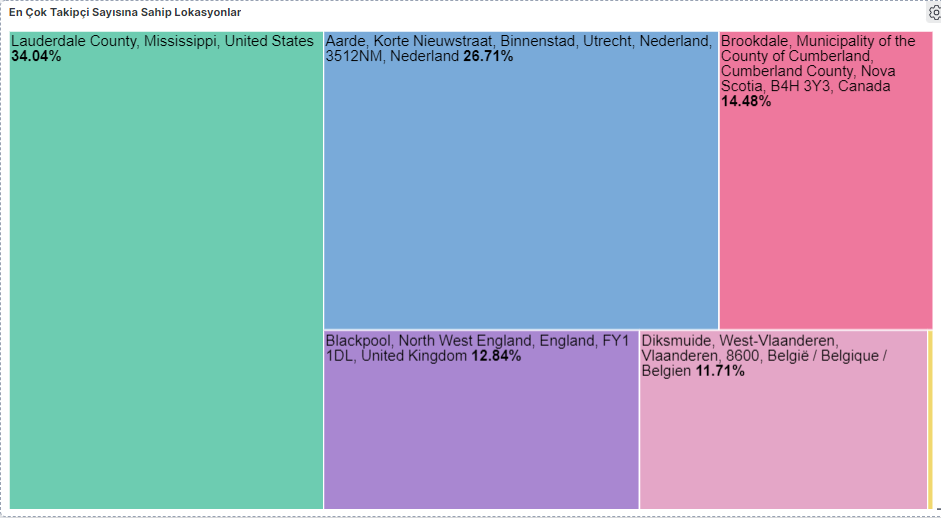 En Çok Takipçi Sayısına Sahip Lokasyonlar
Lauderdale County, Mississippi, United States
34.04%
Aarde, Korte Nieuwstraat, Binnenstad, Utrecht, Nederland,
3512NM, Nederland 26.71%
Brookdale, Municipality of the
County of Cumberland,
Cumberland County, Nova
Scotia, B4H 3Y3, Canada
14.48%
Blackpool, North West England, England, FY1
1DL, United Kingdom 12.84%
Diksmuide, West-Vlaanderen,
Vlaanderen, 8600, België / Belgique /
Belgien 11.71%